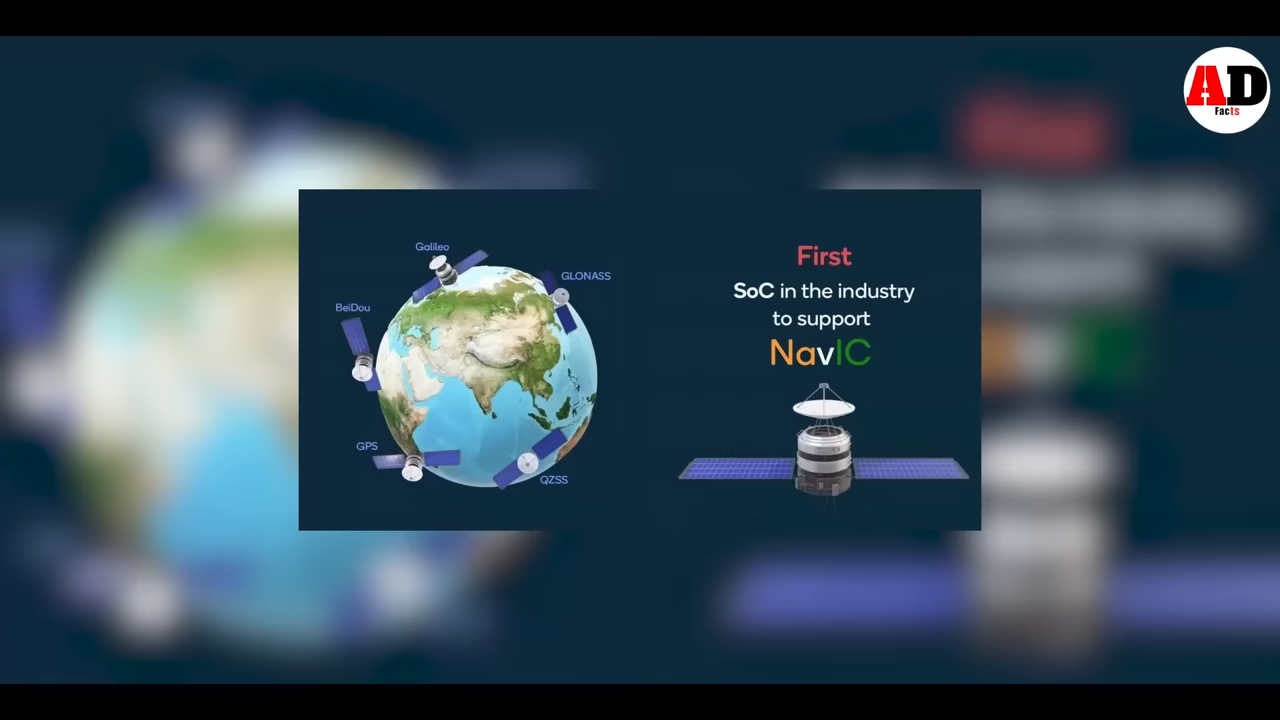 AD
Facts
Galileo
GLONASS
BeiDou
GPS
QZSS
First
SoC in the industry
to support
NavIC